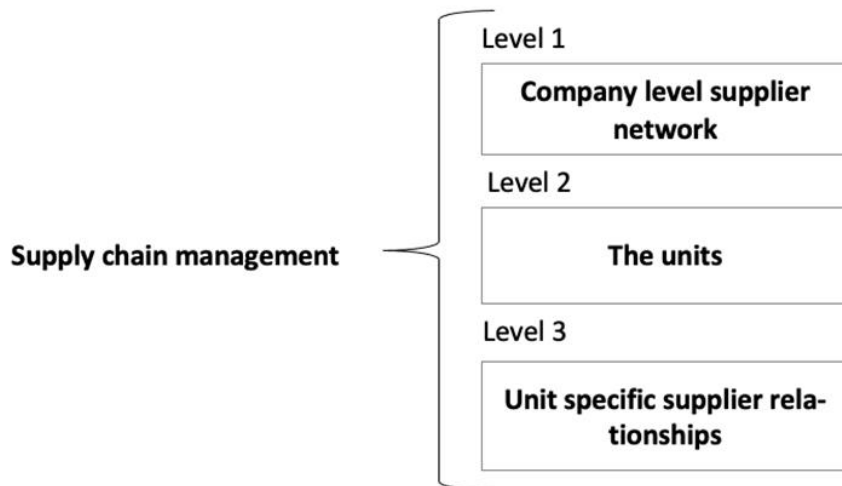 Level 1
Company level supplier
network
Level 2
Supply chain management
The units
Level 3
Unit specific supplier rela-
tionships